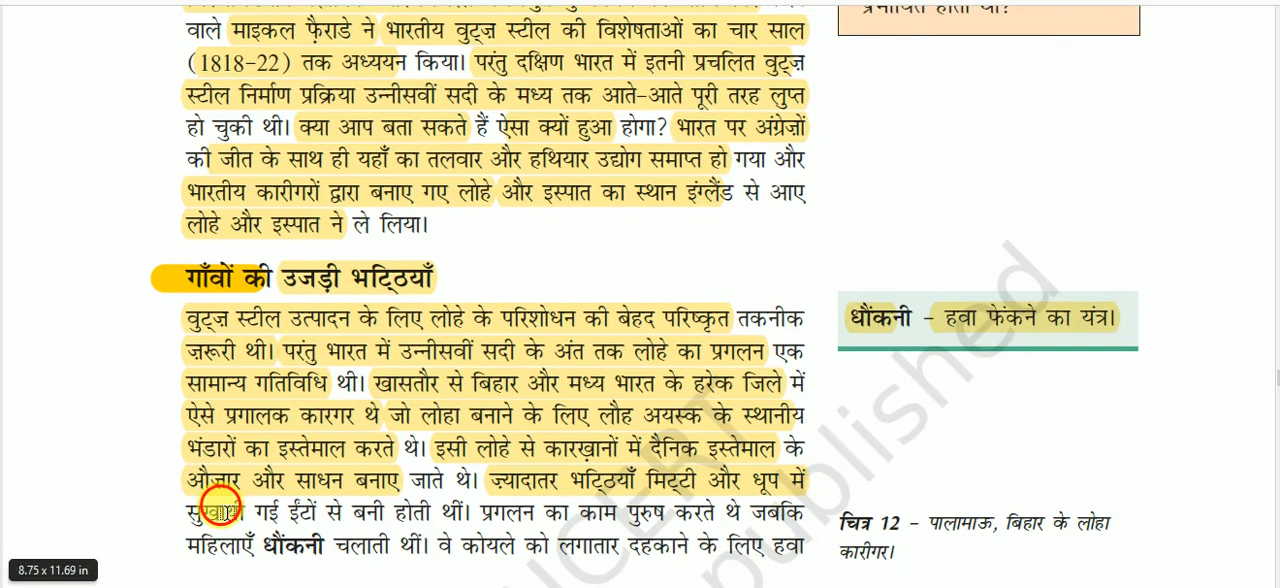 प्रभावित होता था?
वाले माइकल फ़ैराडे ने भारतीय वुट्ज़ स्टील की विशेषताओं का चार साल
(1818-22) तक अध्ययन किया। परंतु दक्षिण भारत में इतनी प्रचलित वुट्ज़
स्टील निर्माण प्रक्रिया उन्नीसवीं सदी के मध्य तक आते-आते पूरी तरह लुप्त
हो चुकी थी। क्या आप बता सकते हैं ऐसा क्यों हुआ होगा? भारत पर अंग्रेज़ों
की जीत के साथ ही यहाँ का तलवार और हथियार उद्योग समाप्त हो गया और
भारतीय कारीगरों द्वारा बनाए गए लोहे और इस्पात का स्थान इंग्लैंड से आए
लोहे और इस्पात ने ले लिया।
गाँवों की उजड़ी भट्ठियाँ
वुट्ज़ स्टील उत्पादन के लिए लोहे के परिशोधन की बेहद परिष्कृत तकनीक
ज़रूरी थी। परंतु भारत में उन्नीसवीं सदी के अंत तक लोहे का प्रगलन एक
सामान्य गतिविधि थी। खासतौर से बिहार और मध्य भारत के हरेक जिले में
ऐसे प्रगालक कारगर थे जो लोहा बनाने के लिए लौह अयस्क के स्थानीय
भंडारों का इस्तेमाल करते थे। इसी लोहे से कारख़ानों में दैनिक इस्तेमाल के
औज़ार और साधन बनाए जाते थे। ज़्यादातर भट्ठियाँ मिट्टी और धूप में
गई ईंटों से बनी होती थीं। प्रगलन का काम पुरुष करते थे जबकि
महिलाएँ धौंकनी चलाती थीं। वे कोयले को लगातार दहकाने के लिए हवा
धौंकनी – हवा फेंकने का यंत्र।
चित्र 12 – पालामाऊ, बिहार के लोहा
कारीगर।
NCERT
published
8.75 x 11.69 in